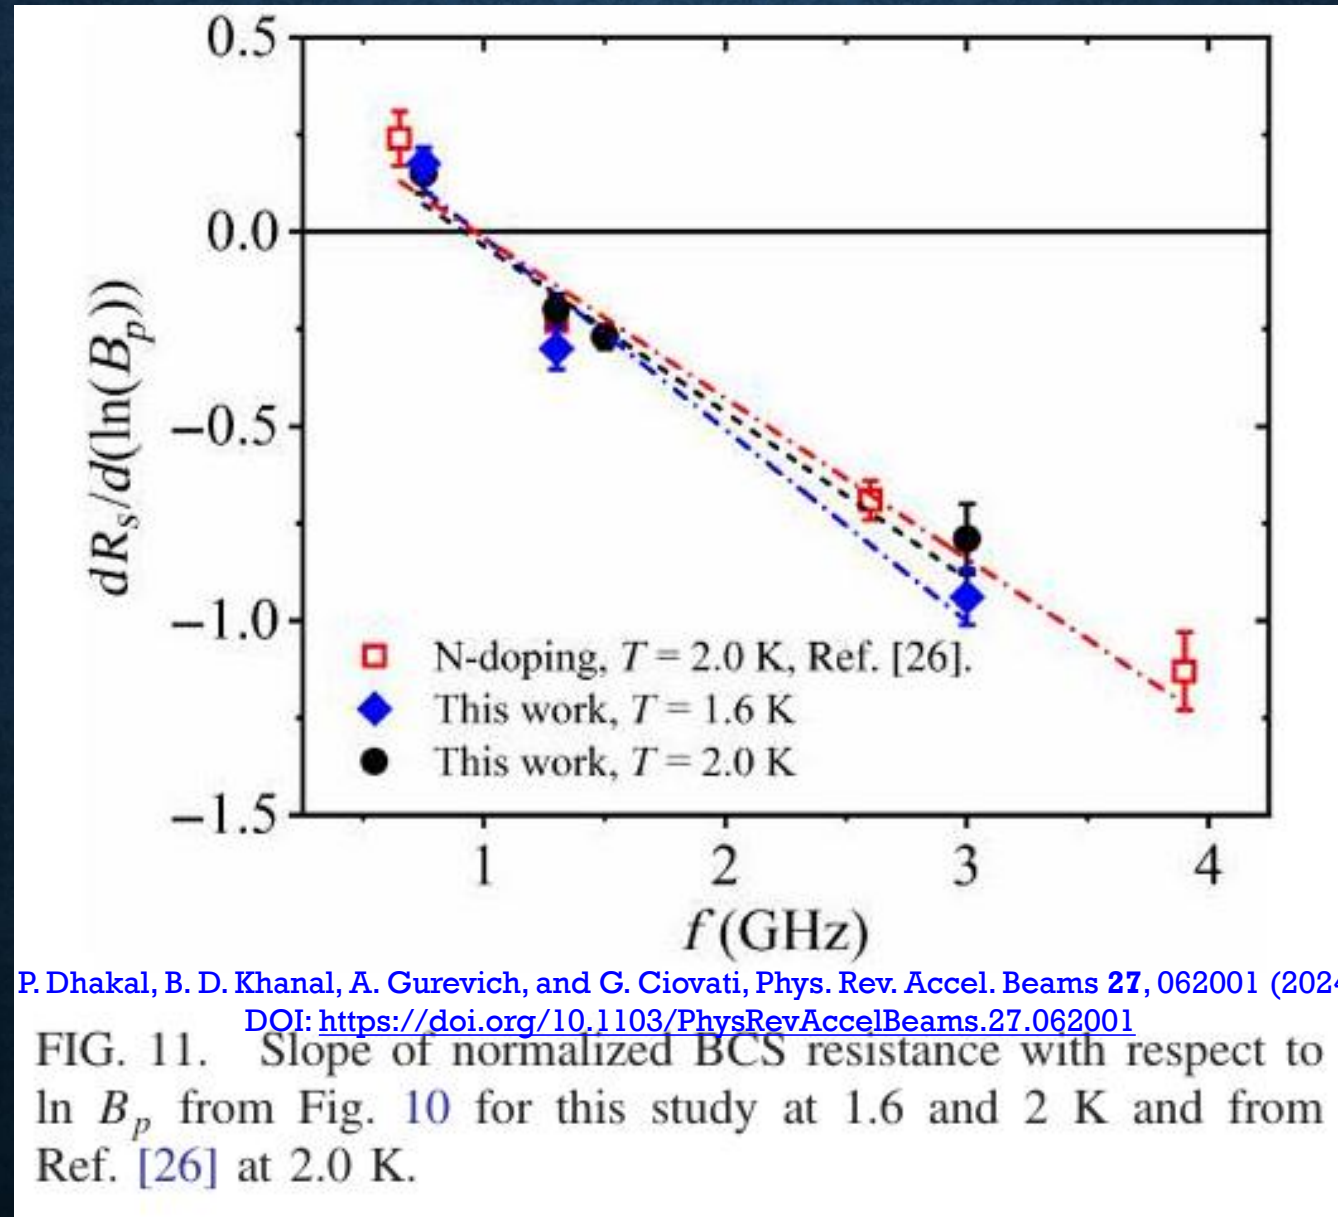 0.5
0.0
−0.5
−1.0
−1.5
dRs/d(ln(Bp))
N-doping, T = 2.0 K, Ref. [26].
This work, T = 1.6 K
This work, T = 2.0 K
1 2 3 4
f (GHz)
P. Dhakal, B. D. Khanal, A. Gurevich, and G. Ciovati, Phys. Rev. Accel. Beams 27, 062001 (2024
DOI: https://doi.org/10.1103/PhysRevAccelBeams.27.062001
FIG. 11. Slope of normalized BCS resistance with respect to
ln Bp from Fig. 10 for this study at 1.6 and 2 K and from
Ref. [26] at 2.0 K.